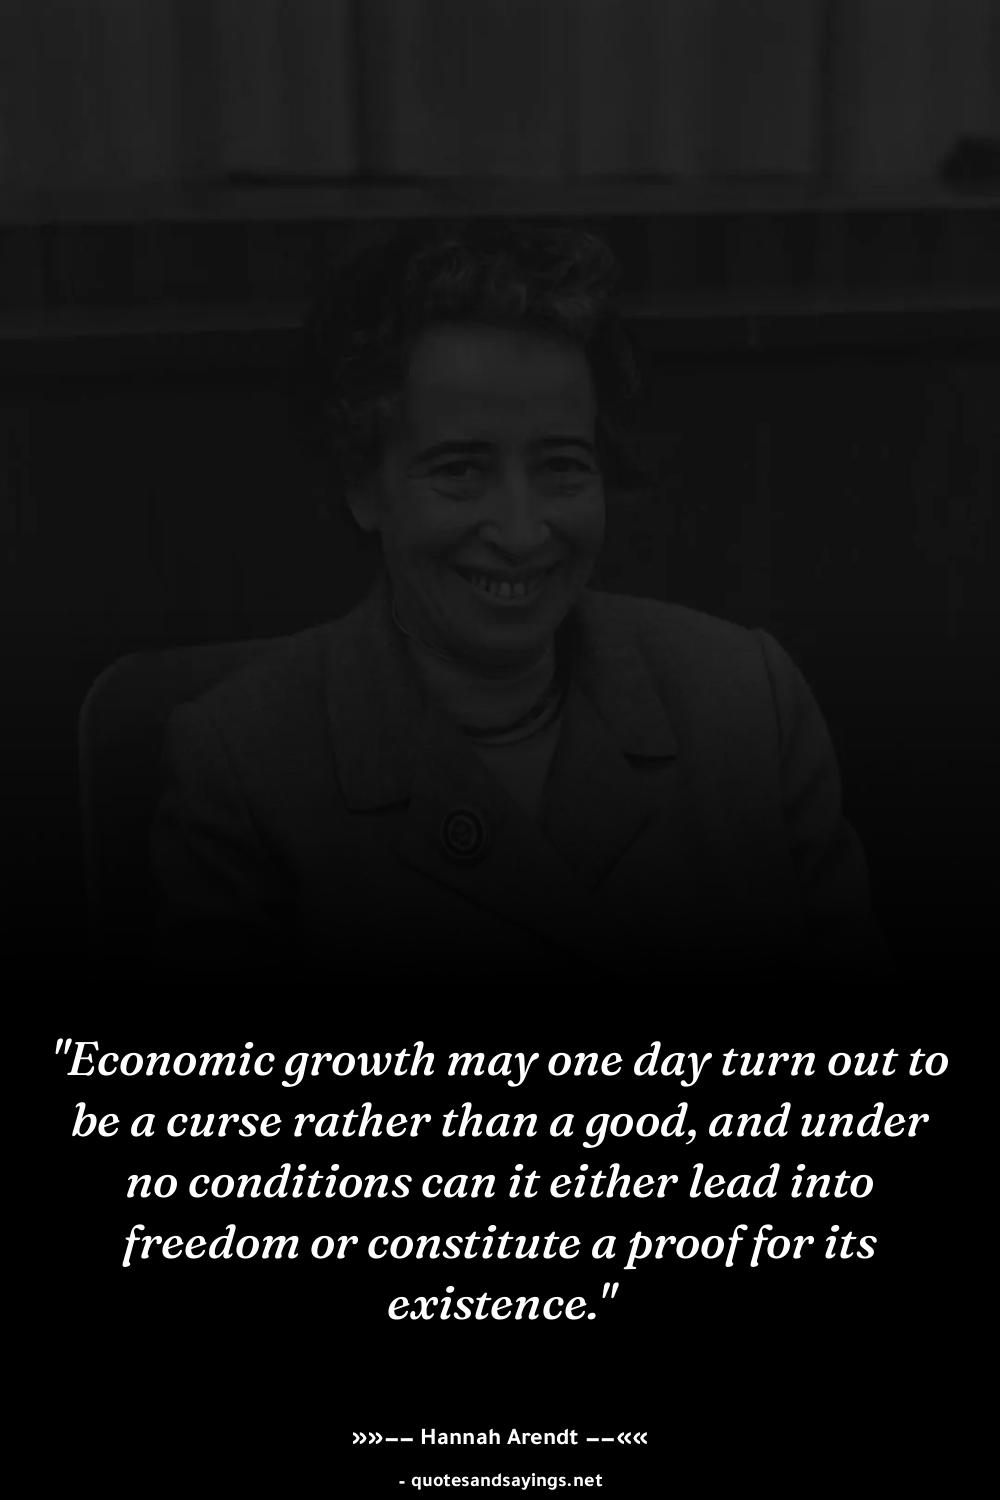 "Economic growth may one day turn out to
be a curse rather than a good, and under
no conditions can it either lead into
freedom or constitute a proof for its
existence."
»»−− Hannah Arendt −−««
- quotesandsayings.net